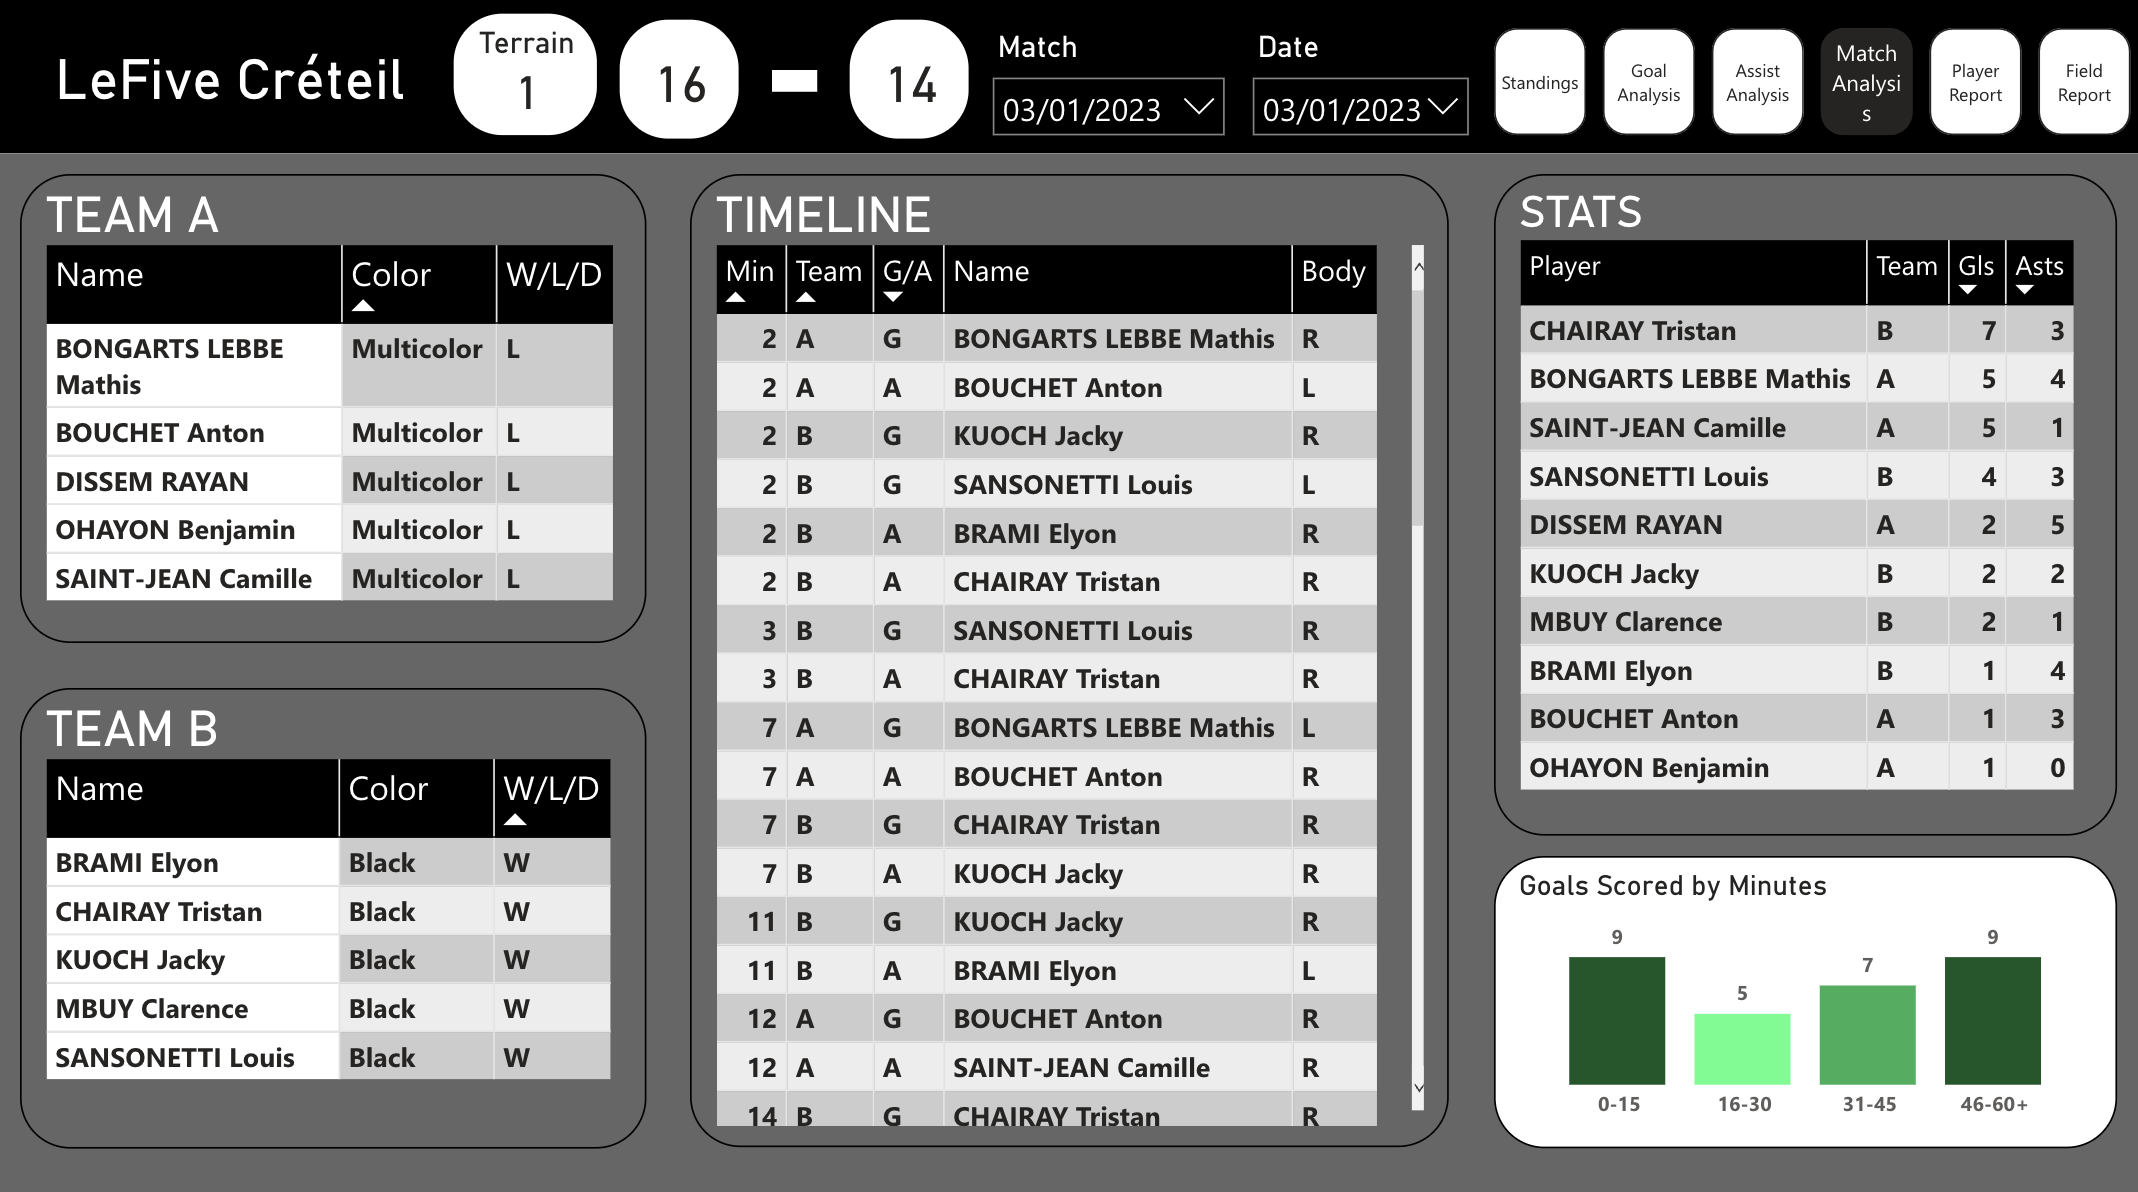 LeFive Créteil
Terrain
1
16
14
Match
03/01/2023
Date
03/01/2023
Standings
Goal
Analysis
Assist
Analysis
Match
Analysi
s
Player
Report
Field
Report
TEAM A
Name Color W/L/D
BONGARTS LEBBE Multicolor L
Mathis
BOUCHET Anton Multicolor L
DISSEM RAYAN Multicolor L
OHAYON Benjamin Multicolor L
SAINT-JEAN Camille Multicolor L
TEAM B
Name Color W/L/D
BRAMI Elyon Black W
CHAIRAY Tristan Black W
KUOCH Jacky Black W
MBUY Clarence Black W
SANSONETTI Louis Black W
TIMELINE
Min Team G/A Name Body
2 A G BONGARTS LEBBE Mathis R
2 A A BOUCHET Anton L
2 B G KUOCH Jacky R
2 B G SANSONETTI Louis L
2 B A BRAMI Elyon R
2 B A CHAIRAY Tristan R
3 B G SANSONETTI Louis R
3 B A CHAIRAY Tristan R
7 A G BONGARTS LEBBE Mathis L
7 A A BOUCHET Anton R
7 B G CHAIRAY Tristan R
7 B A KUOCH Jacky R
11 B G KUOCH Jacky R
11 B A BRAMI Elyon L
12 A G BOUCHET Anton R
12 A A SAINT-JEAN Camille R
14 B G CHAIRAY Tristan R
STATS
Player Team Gls Asts
CHAIRAY Tristan B 7 3
BONGARTS LEBBE Mathis A 5 4
SAINT-JEAN Camille A 5 1
SANSONETTI Louis B 4 3
DISSEM RAYAN A 2 5
KUOCH Jacky B 2 2
MBUY Clarence B 2 1
BRAMI Elyon B 1 4
BOUCHET Anton A 1 3
OHAYON Benjamin A 1 0
Goals Scored by Minutes
9 5 7 9
0-15 16-30 31-45 46-60+